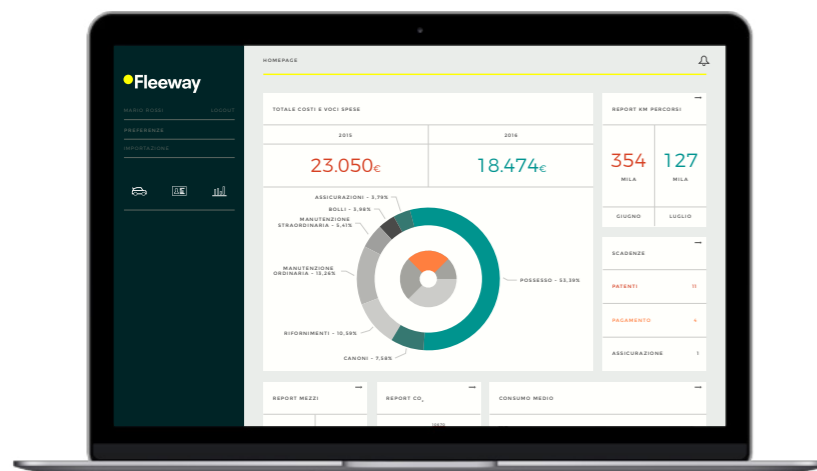 Fleeway
MARIO ROSSI LOGOUT
PREFERENZE
IMPORTAZIONE
HOMEPAGE
TOTALE COSTI E VOCI SPESE
2015 2016
23.050€ 18.474€
ASSICURAZIONI - 3,79%
BOLLI - 3,98%
MANUTENZIONE
STRAORDINARIA - 5,41%
MANUTENZIONE
ORDINARIA - 15,26%
RIFORNIMENTI - 10,59%
CANONI - 7,58%
POSSESSO - 53,39%
REPORT KM PERCORSI
354 127
MILA MILA
GIUGNO LUGLIO
SCADENZE
PATENTI 11
PAGAMENTO 4
ASSICURAZIONE 1
REPORT MEZZI
REPORT CO₂
CONSUMO MEDIO